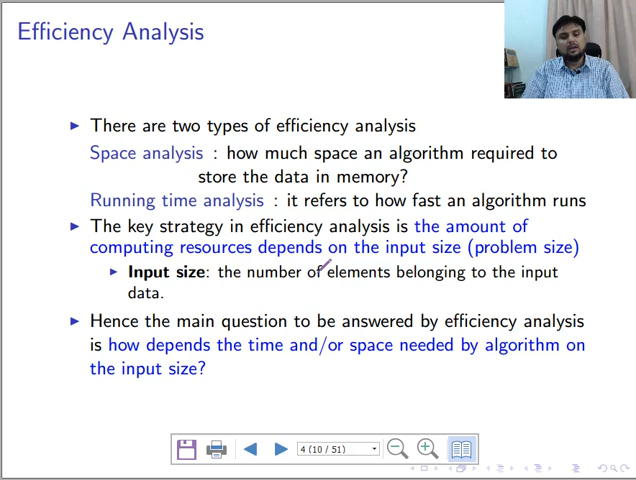 Efficiency Analysis
There are two types of efficiency analysis
Space analysis : how much space an algorithm required to
store the data in memory?
Running time analysis : it refers to how fast an algorithm runs
The key strategy in efficiency analysis is the amount of
computing resources depends on the input size (problem size)
Input size: the number of elements belonging to the input
data.
Hence the main question to be answered by efficiency analysis
is how depends the time and/or space needed by algorithm on
the input size?
4 (10 / 51)